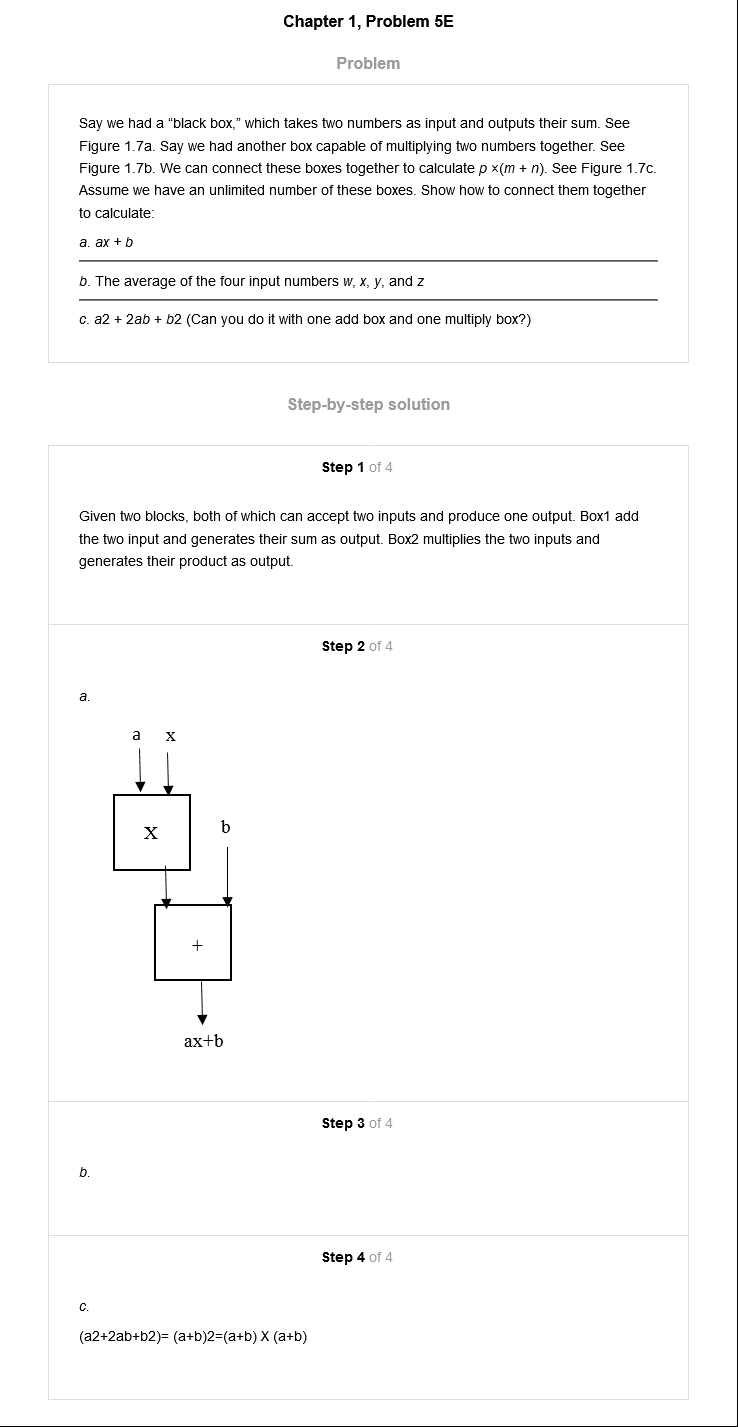 Chapter 1, Problem 5E
Problem
Say we had a “black box,” which takes two numbers as input and outputs their sum. See
Figure 1.7a. Say we had another box capable of multiplying two numbers together. See
Figure 1.7b. We can connect these boxes together to calculate p ×(m + n). See Figure 1.7c.
Assume we have an unlimited number of these boxes. Show how to connect them together
to calculate:
a. ax + b
b. The average of the four input numbers w, x, y, and z
c. a2 + 2ab + b2 (Can you do it with one add box and one multiply box?)
Step-by-step solution
Step 1 of 4
Given two blocks, both of which can accept two inputs and produce one output. Box1 add
the two input and generates their sum as output. Box2 multiplies the two inputs and
generates their product as output.
Step 2 of 4
a.
a x
X
b
+
ax+b
Step 3 of 4
b.
Step 4 of 4
c.
(a2+2ab+b2)= (a+b)2=(a+b) X (a+b)